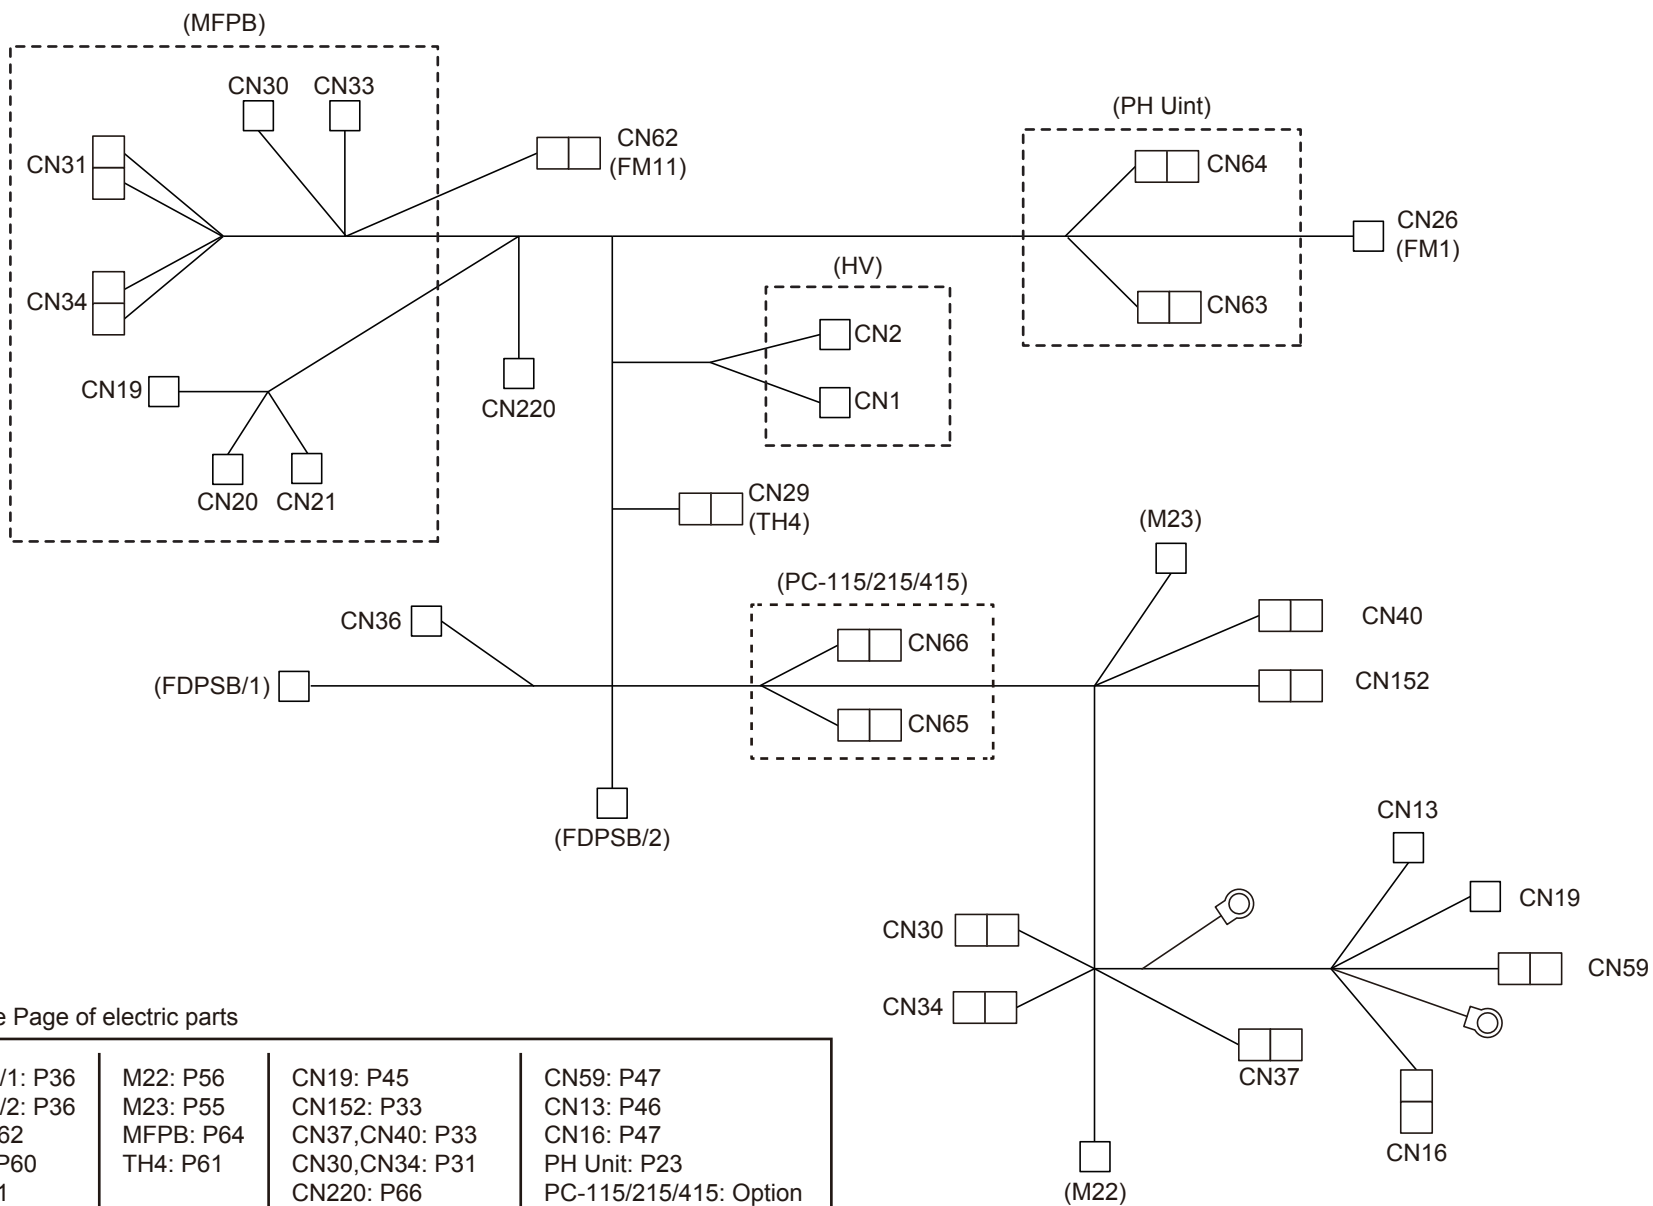 (MFPB)
CN30 CN33
CN31
CN62
(FM11)
(PH Uint)
CN64
CN26
(FM1)
CN63
CN34
(HV)
CN2
CN1
CN19
CN220
CN20 CN21
CN29
(TH4)
(M23)
(PC-115/215/415)
CN36
CN66
CN40
(FDPSB/1)
CN152
CN65
(FDPSB/2)
CN13
CN19
CN30
CN59
CN34
CN37
CN16
(M22)
e Page of electric parts
/1: P36
/2: P36
62
P60
1
M22: P56
M23: P55
MFPB: P64
TH4: P61
CN19: P45
CN152: P33
CN37,CN40: P33
CN30,CN34: P31
CN220: P66
CN59: P47
CN13: P46
CN16: P47
PH Unit: P23
PC-115/215/415: Option